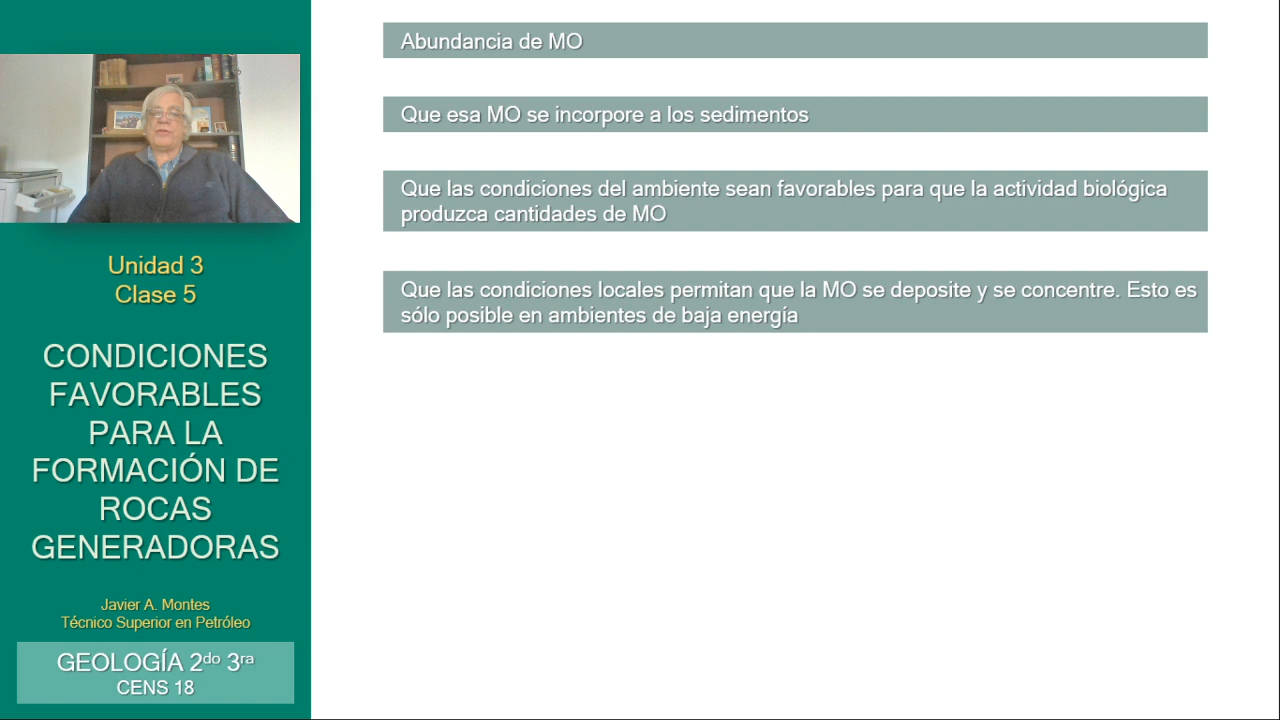 Abundancia de MO
Que esa MO se incorpore a los sedimentos
Que las condiciones del ambiente sean favorables para que la actividad biológica
produzca cantidades de MO
Que las condiciones locales permitan que la MO se deposite y se concentre. Esto es
sólo posible en ambientes de baja energía
Unidad 3
Clase 5
CONDICIONES
FAVORABLES
PARA LA
FORMACIÓN DE
ROCAS
GENERADORAS
Javier A. Montes
Técnico Superior en Petróleo
GEOLOGÍA 2do 3ra
CENS 18